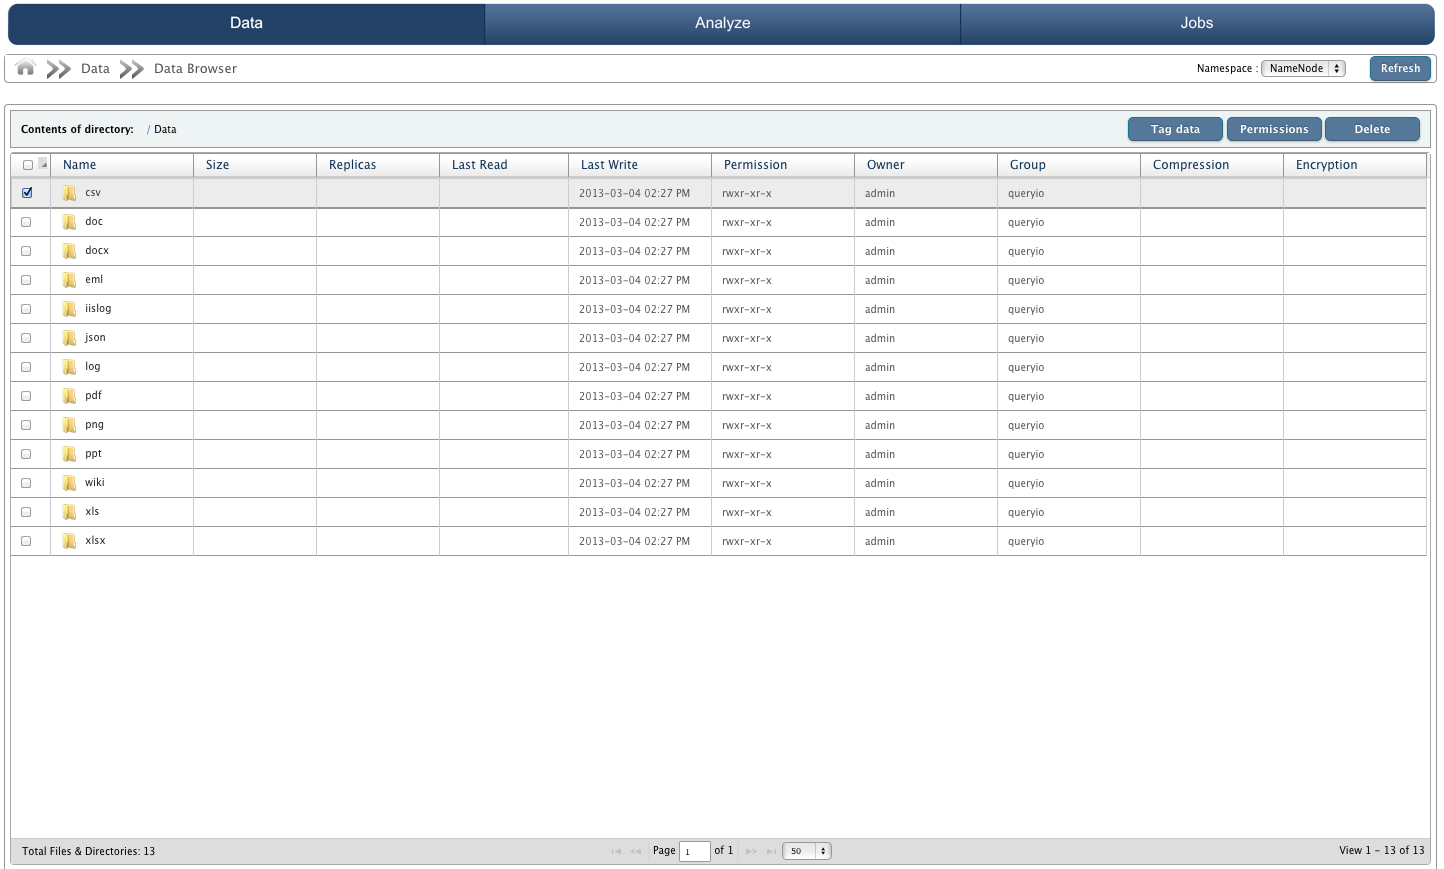 Data Analyze Jobs
Data Data Browser Namespace : NameNode Refresh
Contents of directory: / Data Tag data Permissions Delete
Name Size Replicas Last Read Last Write Permission Owner Group Compression Encryption
csv 2013-03-04 02:27 PM rwxr-xr-x admin queryio
doc 2013-03-04 02:27 PM rwxr-xr-x admin queryio
docx 2013-03-04 02:27 PM rwxr-xr-x admin queryio
eml 2013-03-04 02:27 PM rwxr-xr-x admin queryio
iislog 2013-03-04 02:27 PM rwxr-xr-x admin queryio
json 2013-03-04 02:27 PM rwxr-xr-x admin queryio
log 2013-03-04 02:27 PM rwxr-xr-x admin queryio
pdf 2013-03-04 02:27 PM rwxr-xr-x admin queryio
png 2013-03-04 02:27 PM rwxr-xr-x admin queryio
ppt 2013-03-04 02:27 PM rwxr-xr-x admin queryio
wiki 2013-03-04 02:27 PM rwxr-xr-x admin queryio
xls 2013-03-04 02:27 PM rwxr-xr-x admin queryio
xlsx 2013-03-04 02:27 PM rwxr-xr-x admin queryio
Total Files & Directories: 13 Page 1 of 1 50 View 1 - 13 of 13